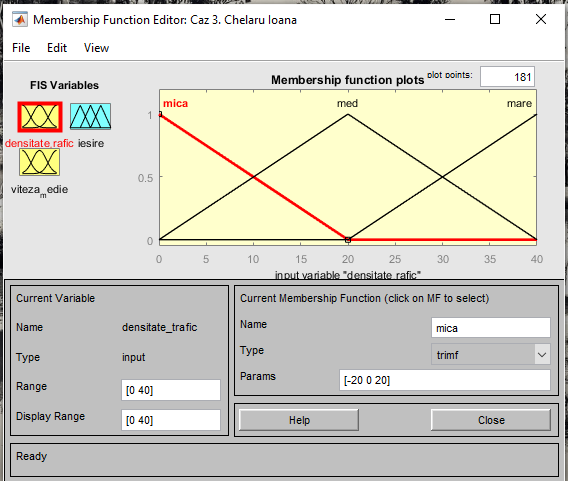 Membership Function Editor: Caz 3. Chelaru Ioana
File Edit View
FIS Variables
densitate rafic iesire
viteza_medie
Membership function plots
plot points: 181
mica med mare
1
0.5
0
0 5 10 15 20 25 30 35 40
input variable "densitate rafic"
Current Variable
Name densitate_trafic
Type input
Range [0 40]
Display Range [0 40]
Current Membership Function (click on MF to select)
Name mica
Type trimf
Params [-20 0 20]
Help Close
Ready